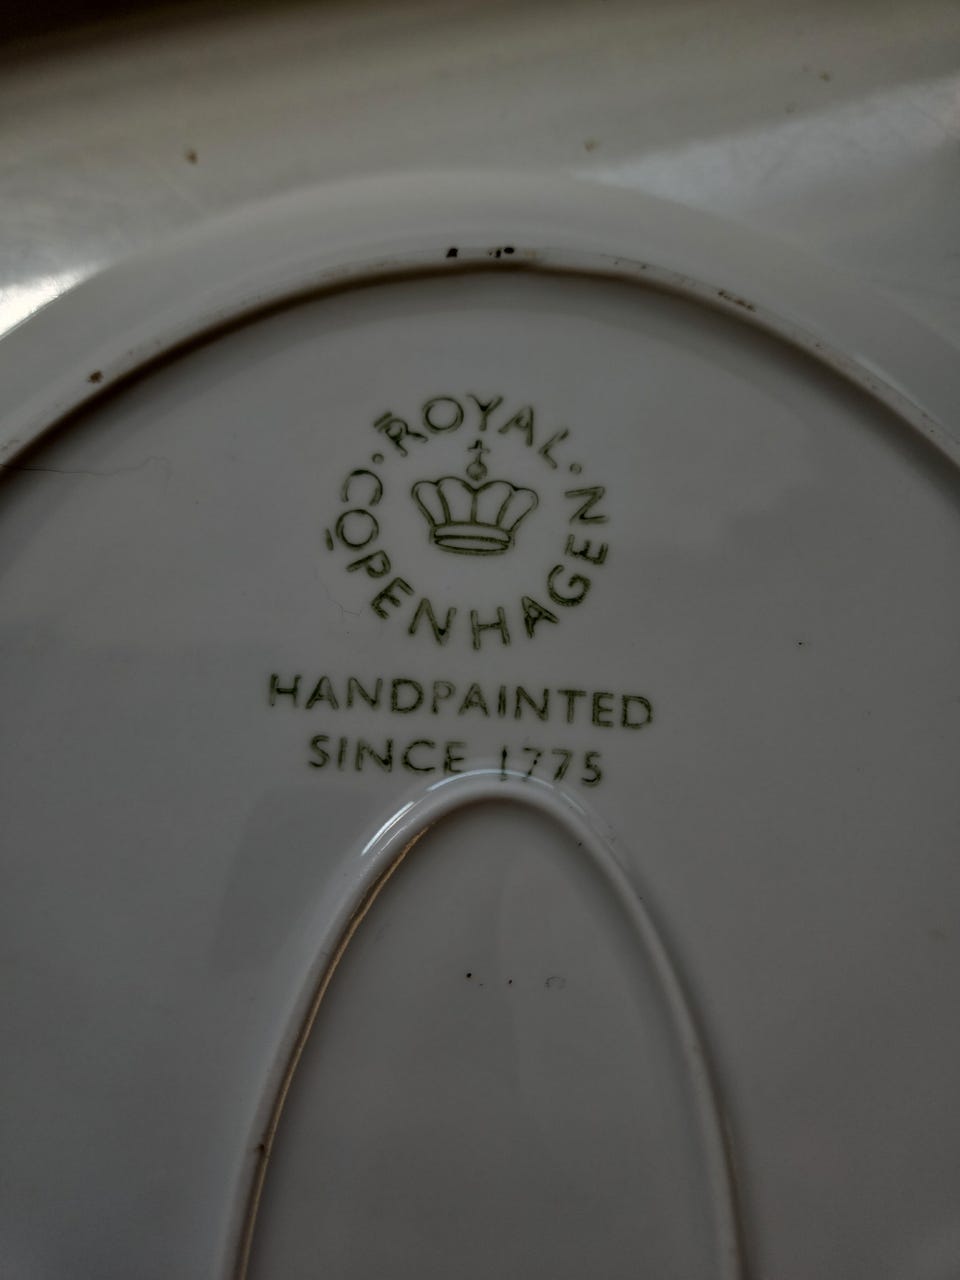 ROYAL · COPENHAGEN ·
HANDPAINTED
SINCE 1775